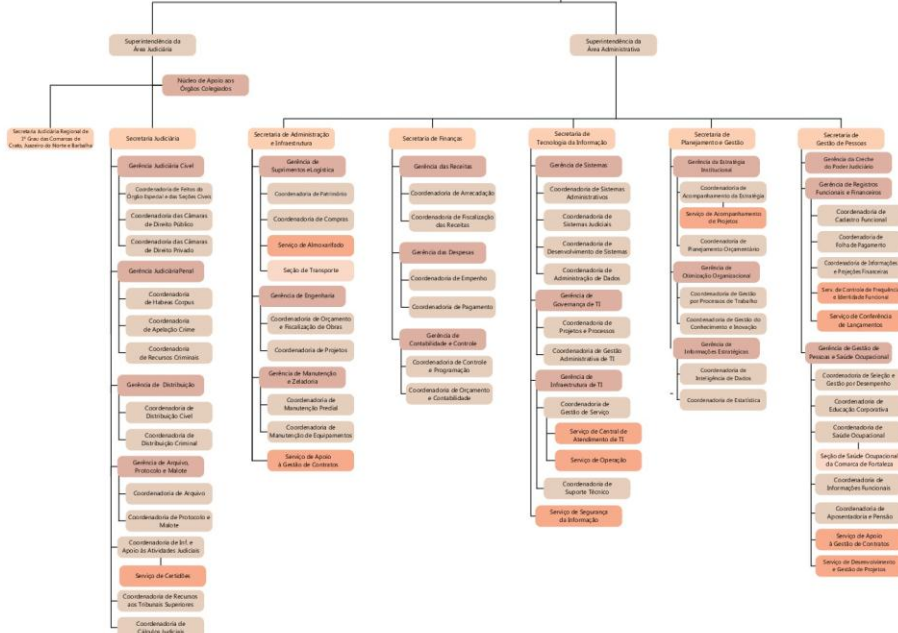 Superintendência da
Área Judiciária
Superintendência da
Área Administrativa
Núcleo de Apoio aos
Órgãos Colegiados
Secretaria Judiciária Regional de
1º Grau das Comarcas de
Crato, Juazeiro do Norte e Barbalha
Secretaria Judiciária
Gerência Judiciária Cível
Coordenadoria de Feitos do
Órgão Especial e das Seções Cíveis
Coordenadoria das Câmaras
de Direito Público
Coordenadoria das Câmaras
de Direito Privado
Gerência Judiciária Penal
Coordenadoria
de Habeas Corpus
Coordenadoria
de Apelação Crime
Coordenadoria
de Recursos Criminais
Gerência de Distribuição
Coordenadoria de
Distribuição Cível
Coordenadoria de
Distribuição Criminal
Gerência de Arquivo,
Protocolo e Malote
Coordenadoria de Arquivo
Coordenadoria de Protocolo e
Malote
Coordenadoria de Inf. e
Apoio às Atividades Judiciais
Serviço de Certidões
Coordenadoria de Recursos
aos Tribunais Superiores
Coordenadoria de
Cálculos Judiciais
Secretaria de Administração
e Infraestrutura
Gerência de
Suprimentos e Logística
Coordenadoria de Patrimônio
Coordenadoria de Compras
Serviço de Almoxarifado
Seção de Transporte
Gerência de Engenharia
Coordenadoria de Orçamento
e Fiscalização de Obras
Coordenadoria de Projetos
Gerência de Manutenção
e Zeladoria
Coordenadoria de
Manutenção Predial
Coordenadoria de
Manutenção de Equipamentos
Serviço de Apoio
à Gestão de Contratos
Secretaria de Finanças
Gerência das Receitas
Coordenadoria de Arrecadação
Coordenadoria de Fiscalização
das Receitas
Gerência das Despesas
Coordenadoria de Empenho
Coordenadoria de Pagamento
Gerência de
Contabilidade e Controle
Coordenadoria de Controle
e Programação
Coordenadoria de Orçamento
e Contabilidade
Secretaria de
Tecnologia da Informação
Gerência de Sistemas
Coordenadoria de Sistemas
Administrativos
Coordenadoria de
Sistemas Judiciais
Coordenadoria de
Desenvolvimento de Sistemas
Coordenadoria de
Administração de Dados
Gerência de
Governança de TI
Coordenadoria de
Projetos e Processos
Coordenadoria de Gestão
Administrativa de TI
Gerência de
Infraestrutura de TI
Coordenadoria de
Gestão de Serviço
Serviço de Central de
Atendimento da TI
Serviço de Operação
Coordenadoria de
Suporte Técnico
Serviço de Segurança
da Informação
Secretaria de
Planejamento e Gestão
Gerência da Estratégia
Institucional
Coordenadoria de
Acompanhamento da Estratégia
Serviço de Acompanhamento
de Projetos
Coordenadoria de
Planejamento Orçamentário
Gerência de
Otimização Organizacional
Coordenadoria de Gestão
por Processos de Trabalho
Coordenadoria de Gestão do
Conhecimento e Inovação
Gerência de
Informações Estratégicas
Coordenadoria de
Inteligência de Dados
Coordenadoria de Estatística
Secretaria de
Gestão de Pessoas
Gerência da Creche
do Poder Judiciário
Gerência de Registros
Funcionais e Financeiros
Coordenadoria de
Cadastro Funcional
Coordenadoria de
Folha de Pagamento
Coordenadoria de Informações
e Projeções Financeiras
Serv. de Controle de Frequência
e Identidade Funcional
Serviço de Conferência
de Lançamentos
Gerência de Gestão de
Pessoas e Saúde Ocupacional
Coordenadoria de Seleção e
Gestão por Desempenho
Coordenadoria de
Educação Corporativa
Coordenadoria de
Saúde Ocupacional
Seção de Saúde Ocupacional
da Comarca de Fortaleza
Coordenadoria de
Informações Funcionais
Coordenadoria de
Aposentadoria e Pensão
Serviço de Apoio
à Gestão de Contratos
Serviço de Desenvolvimento
e Gestão de Projetos